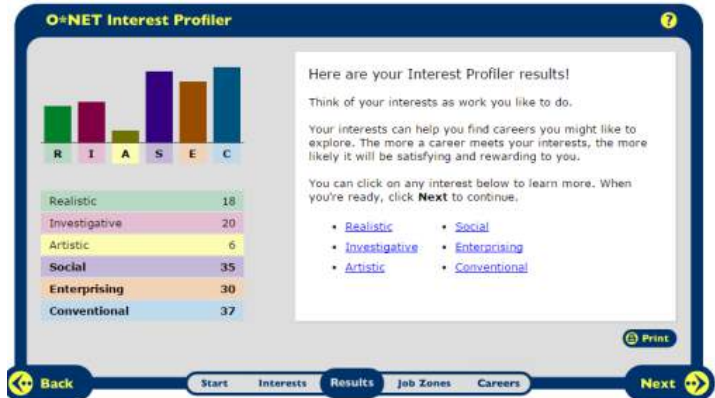 O*NET Interest Profiler
?
R I A S E C
Realistic 18
Investigative 20
Artistic 6
Social 35
Enterprising 30
Conventional 37
Here are your Interest Profiler results!
Think of your interests as work you like to do.
Your interests can help you find careers you might like to
explore. The more a career meets your interests, the more
likely it will be satisfying and rewarding to you.
You can click on any interest below to learn more. When
you're ready, click Next to continue.
• Realistic • Social
• Investigative • Enterprising
• Artistic • Conventional
Print
Back Start Interests Results Job Zones Careers Next